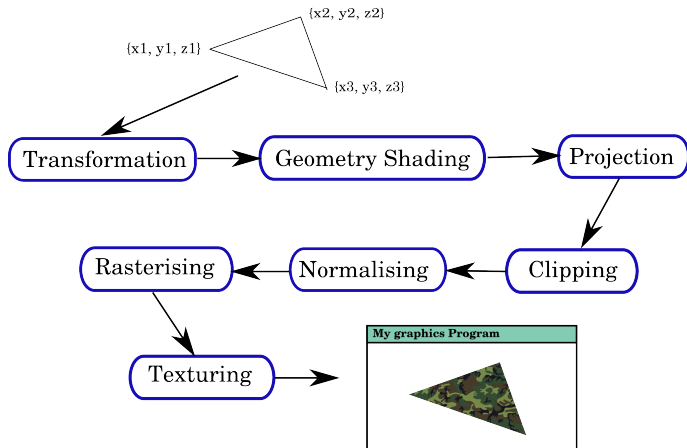 {x2, y2, z2}
{x1, y1, z1}
{x3, y3, z3}
Transformation
Geometry Shading
Projection
Rasterising
Normalising
Clipping
My graphics Program
Texturing